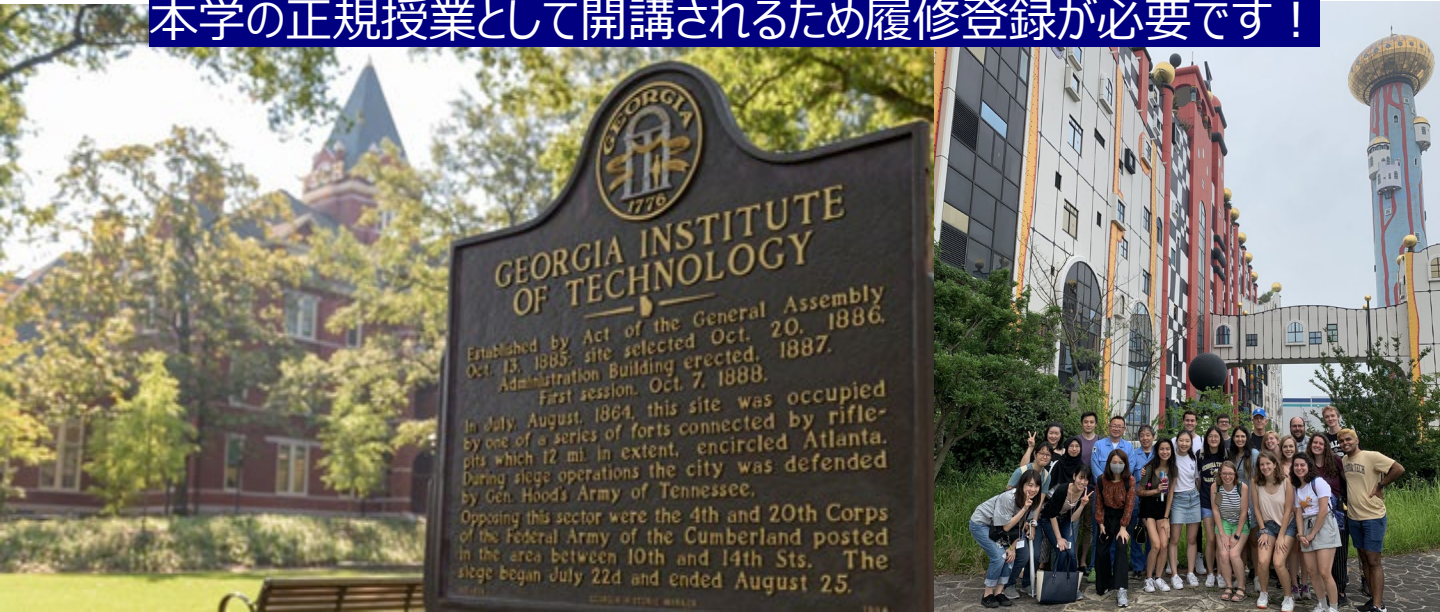 本学の正規授業として開講されるため履修登録が必要です！
GEORGIA
1776
GEORGIA INSTITUTE
OF TECHNOLOGY
Established by Act of the General Assembly
Oct. 13, 1885; site selected Oct. 20, 1886.
Administration Building erected, 1887.
First session, Oct. 7, 1888.
In July, August, 1864, this site was occupied
by one of a series of forts connected by rifle-
pits which 12 mi. in extent, encircled Atlanta.
During siege operations the city was defended
by Gen. Hood's Army of Tennessee.
Opposing this sector were the 4th and 20th Corps
of the Federal Army of the Cumberland posted
in the area between 10th and 14th Sts. The
siege began July 22d and ended August 25.
GEORGIA HISTORIC MARKER